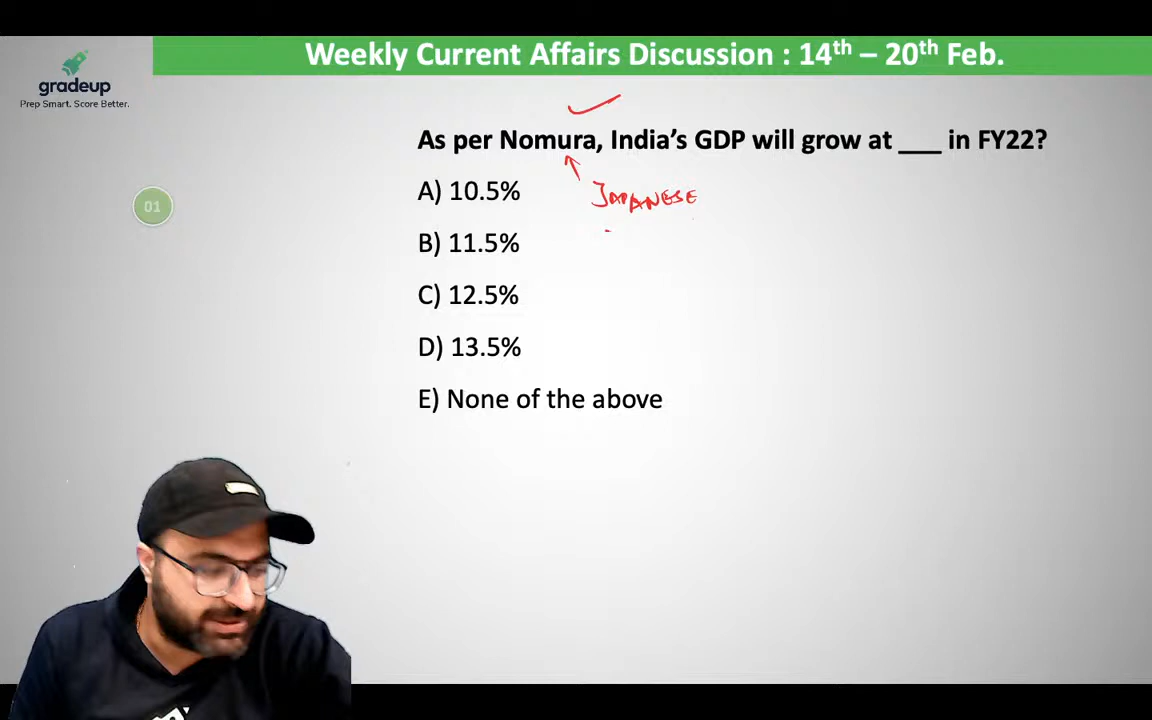 Weekly Current Affairs Discussion : 14th – 20th Feb.
gradeup
Prep Smart. Score Better.
As per Nomura, India's GDP will grow at ___ in FY22?
01
A) 10.5%
JAPANESE
B) 11.5%
C) 12.5%
D) 13.5%
E) None of the above